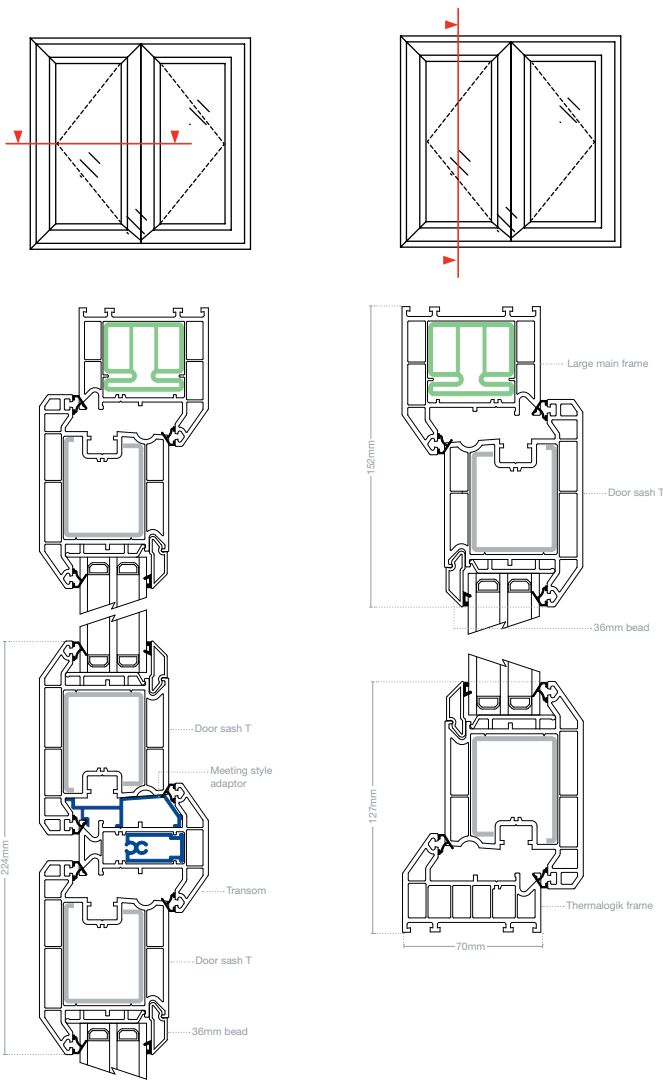 Large main frame
152mm
Door sash T
36mm bead
Door sash T
Meeting style
adaptor
224mm
127mm
Transom
Thermalogik frame
70mm
Door sash T
36mm bead